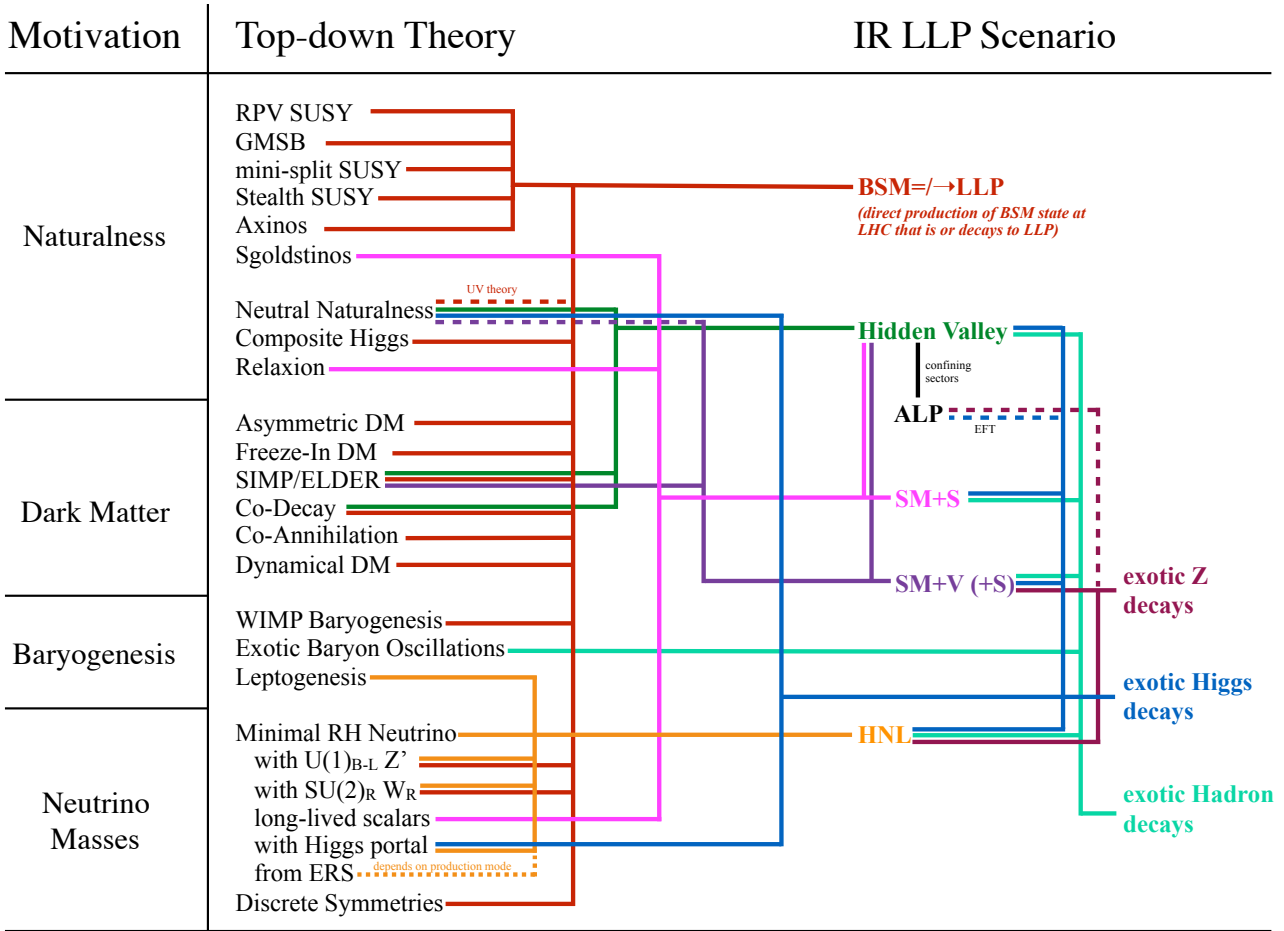 Motivation
Top-down Theory
IR LLP Scenario
Naturalness
RPV SUSY
GMSB
mini-split SUSY
Stealth SUSY
Axinos
Sgoldstinos
UV theory
Neutral Naturalness
Composite Higgs
Relaxion
BSM=/→LLP
(direct production of BSM state at
LHC that is or decays to LLP)
Hidden Valley
confining
sectors
ALP
EFT
Dark Matter
Asymmetric DM
Freeze-In DM
SIMP/ELDER
Co-Decay
Co-Annihilation
Dynamical DM
SM+S
SM+V (+S)
exotic Z
decays
Baryogenesis
WIMP Baryogenesis
Exotic Baryon Oscillations
Leptogenesis
exotic Higgs
decays
Neutrino
Masses
Minimal RH Neutrino
with U(1)B-L Z’
with SU(2)R WR
long-lived scalars
with Higgs portal
from ERS
depends on production mode
Discrete Symmetries
HNL
exotic Hadron
decays